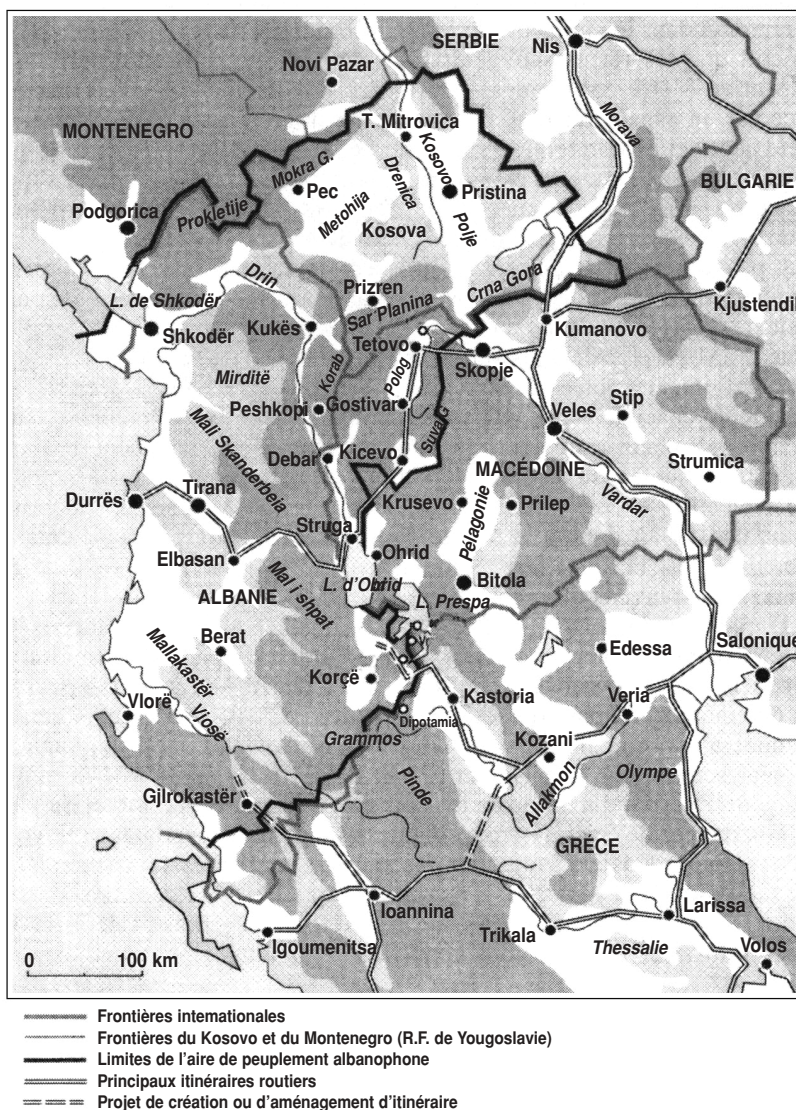 SERBIE
Nis
Novi Pazar
MONTENEGRO
T. Mitrovica
Morava
Mokra G.
Drenica
Kosovo
Polje
BULGARIE
Pec
Pristina
Metohija
Prokletije
Podgorica
Kosova
Crna Gora
Drin
Prizren
L. de Shkodër
Sar Planina
Kjustendil
Shkodër
Kukës
Kumanovo
Tetovo
Skopje
Korab
Polog
Mirditë
Peshkopi
Gostivar
Stip
Suva G
Veles
Mali Skanderbeia
Debar
Kicevo
MACÉDOINE
Strumica
Durrës
Tirana
Krusevo
Prilep
Vardar
Pélagonie
Struga
Elbasan
Ohrid
L. d'Ohrid
Bitola
ALBANIE
Mal i shpat
L. Prespa
Berat
Edessa
Salonique
Mallakastër
Korçë
Kastoria
Veria
Vlorë
Vjosë
Dipotamia
Grammos
Kozani
Pinde
Allakmon
Olympe
Gjlrokastër
GRÉCE
Ioannina
Larissa
Igoumenitsa
Trikala
Thessalie
Volos
0 100 km
Frontières internationales
Frontières du Kosovo et du Montenegro (R.F. de Yougoslavie)
Limites de l'aire de peuplement albanophone
Principaux itinéraires routiers
Projet de création ou d'aménagement d'itinéraire